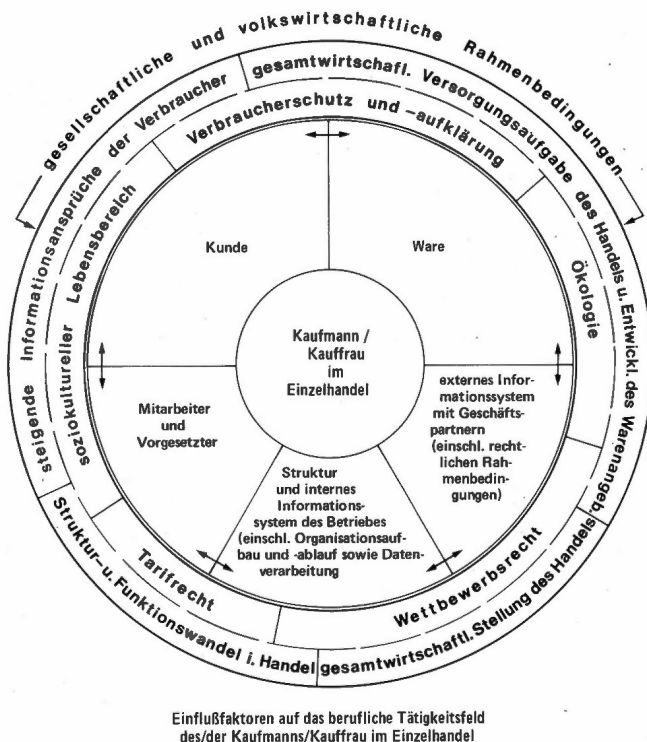 gesellschaftliche und volkswirtschaftliche Rahmenbedingungen
steigende Informationsansprüche der Verbraucher
gesamtwirtschafl. Versorgungsaufgabe des Handels u. Entwickl. des Warenangeb.
soziokultureller Lebensbereich
Verbraucherschutz und -aufklärung
Ökologie
Kunde
Ware
Kaufmann /
Kauffrau
im
Einzelhandel
Mitarbeiter
und
Vorgesetzter
externes Infor-
mationssystem
mit Geschäfts-
partnern
(einschl. recht-
lichen Rah-
menbedin-
gungen)
Struktur
und internes
Informations-
system des Betriebes
(einschl. Organisationsauf-
bau und -ablauf sowie Daten-
verarbeitung
Tarifrecht
Wettbewerbsrecht
Struktur- u. Funktionswandel i. Handel
gesamtwirtschaftl. Stellung des Handels
Einflußfaktoren auf das berufliche Tätigkeitsfeld
des/der Kaufmanns/Kauffrau im Einzelhandel